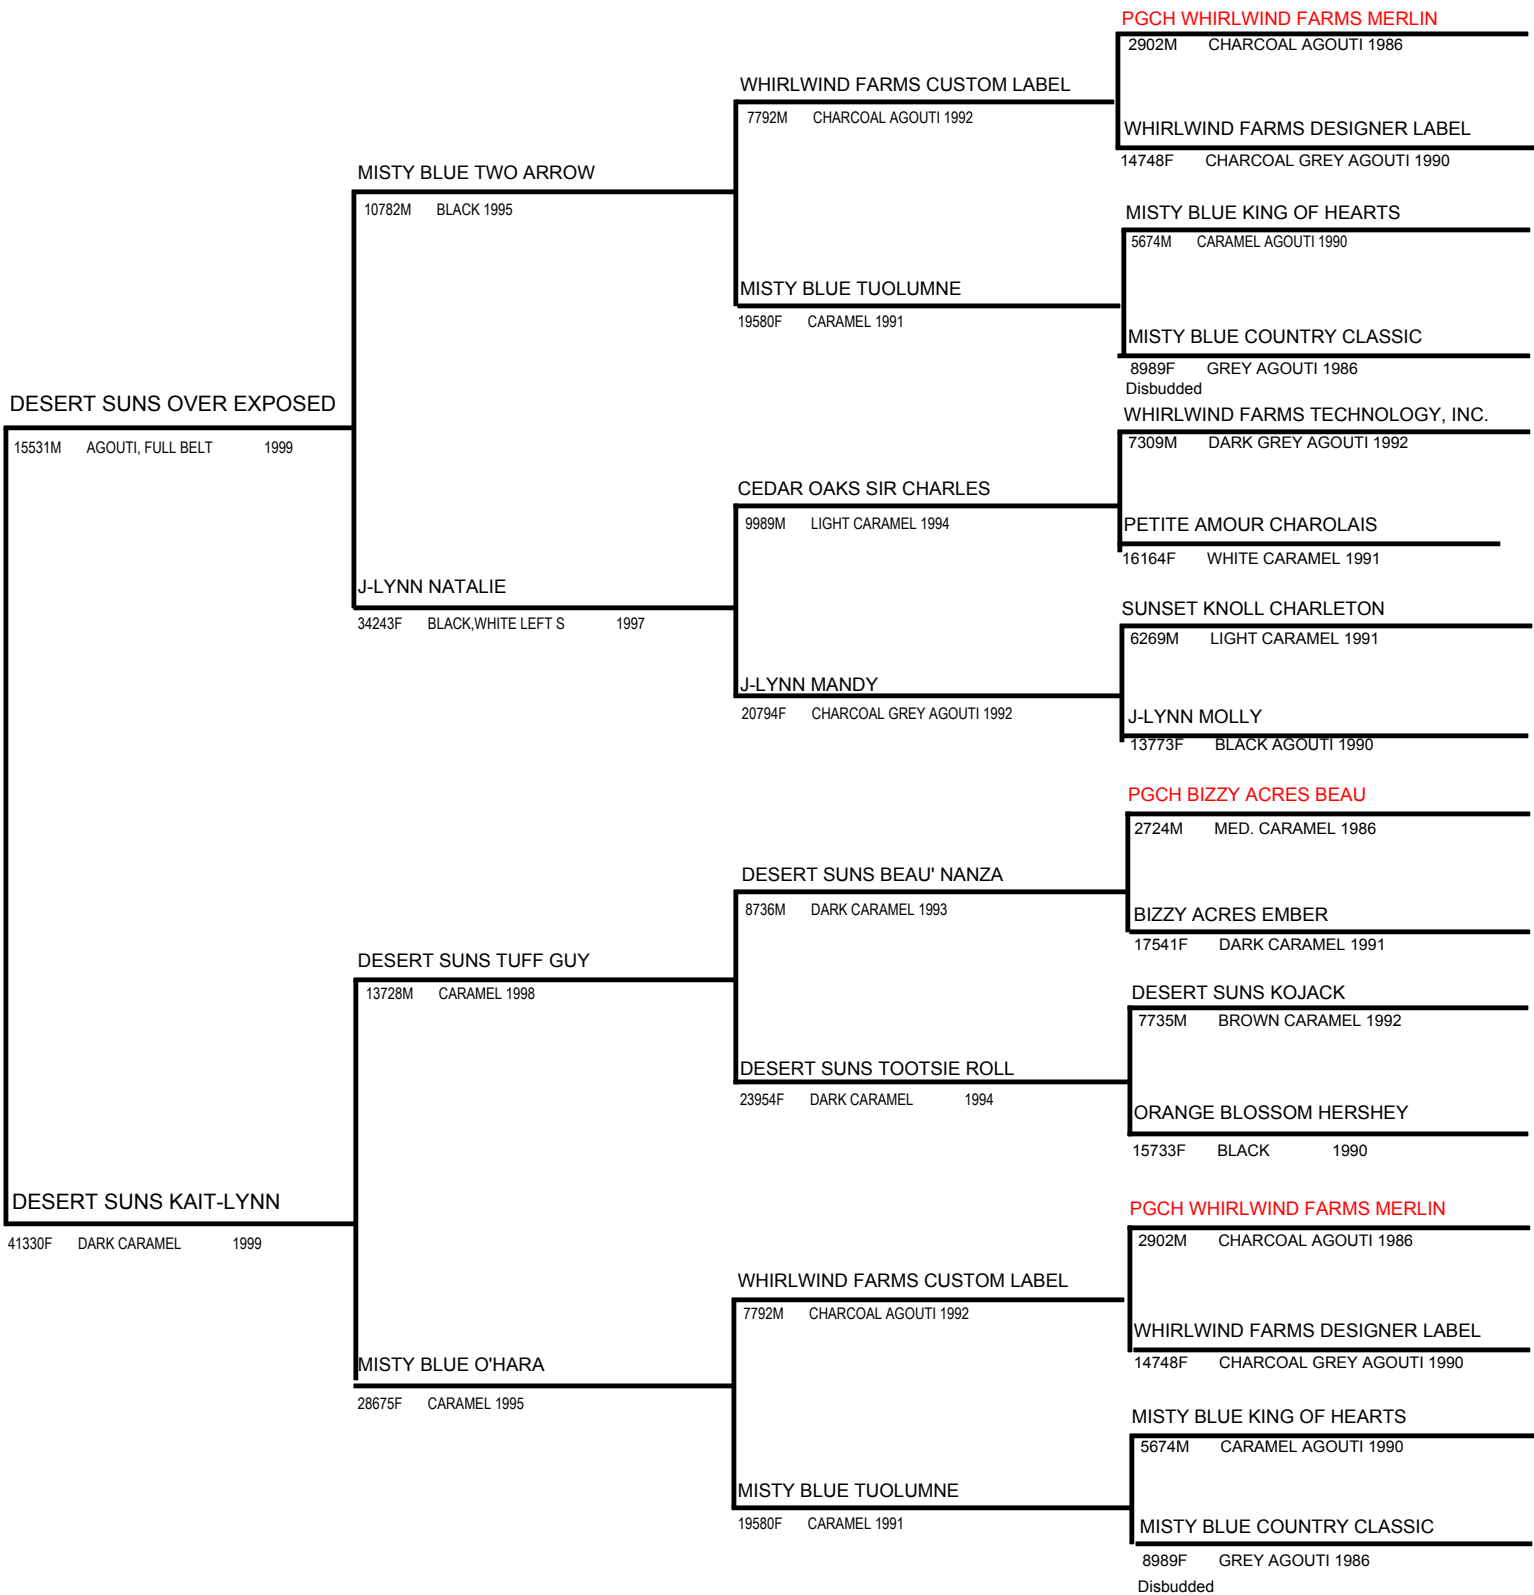 PGCH WHIRLWIND FARMS MERLIN
2902M CHARCOAL AGOUTI 1986
WHIRLWIND FARMS CUSTOM LABEL
7792M CHARCOAL AGOUTI 1992
WHIRLWIND FARMS DESIGNER LABEL
14748F CHARCOAL GREY AGOUTI 1990
MISTY BLUE TWO ARROW
10782M BLACK 1995
MISTY BLUE KING OF HEARTS
5674M CARAMEL AGOUTI 1990
MISTY BLUE TUOLUMNE
19580F CARAMEL 1991
MISTY BLUE COUNTRY CLASSIC
8989F GREY AGOUTI 1986
Disbudded
DESERT SUNS OVER EXPOSED
15531M AGOUTI, FULL BELT 1999
WHIRLWIND FARMS TECHNOLOGY, INC.
7309M DARK GREY AGOUTI 1992
CEDAR OAKS SIR CHARLES
9989M LIGHT CARAMEL 1994
PETITE AMOUR CHAROLAIS
16164F WHITE CARAMEL 1991
J-LYNN NATALIE
34243F BLACK,WHITE LEFT S 1997
SUNSET KNOLL CHARLETON
6269M LIGHT CARAMEL 1991
J-LYNN MANDY
20794F CHARCOAL GREY AGOUTI 1992
J-LYNN MOLLY
13773F BLACK AGOUTI 1990
PGCH BIZZY ACRES BEAU
2724M MED. CARAMEL 1986
DESERT SUNS BEAU' NANZA
8736M DARK CARAMEL 1993
BIZZY ACRES EMBER
17541F DARK CARAMEL 1991
DESERT SUNS TUFF GUY
13728M CARAMEL 1998
DESERT SUNS KOJACK
7735M BROWN CARAMEL 1992
DESERT SUNS TOOTSIE ROLL
23954F DARK CARAMEL 1994
ORANGE BLOSSOM HERSHEY
15733F BLACK 1990
DESERT SUNS KAIT-LYNN
41330F DARK CARAMEL 1999
PGCH WHIRLWIND FARMS MERLIN
2902M CHARCOAL AGOUTI 1986
WHIRLWIND FARMS CUSTOM LABEL
7792M CHARCOAL AGOUTI 1992
WHIRLWIND FARMS DESIGNER LABEL
14748F CHARCOAL GREY AGOUTI 1990
MISTY BLUE O'HARA
28675F CARAMEL 1995
MISTY BLUE KING OF HEARTS
5674M CARAMEL AGOUTI 1990
MISTY BLUE TUOLUMNE
19580F CARAMEL 1991
MISTY BLUE COUNTRY CLASSIC
8989F GREY AGOUTI 1986
Disbudded